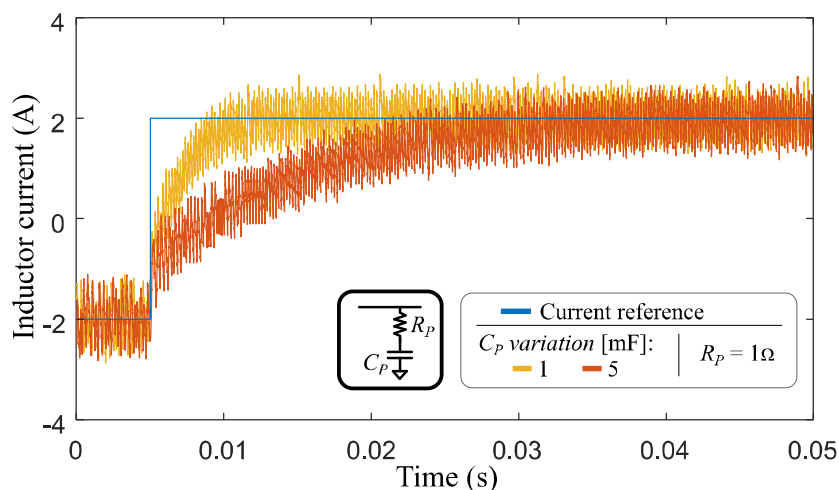 Inductor current (A)
4
2
0
-2
-4
0
0.01
0.02
0.03
0.04
0.05
Time (s)
R_P
C_P
Current reference
C_P variation [mF]:
1 5
R_P = 1Ω